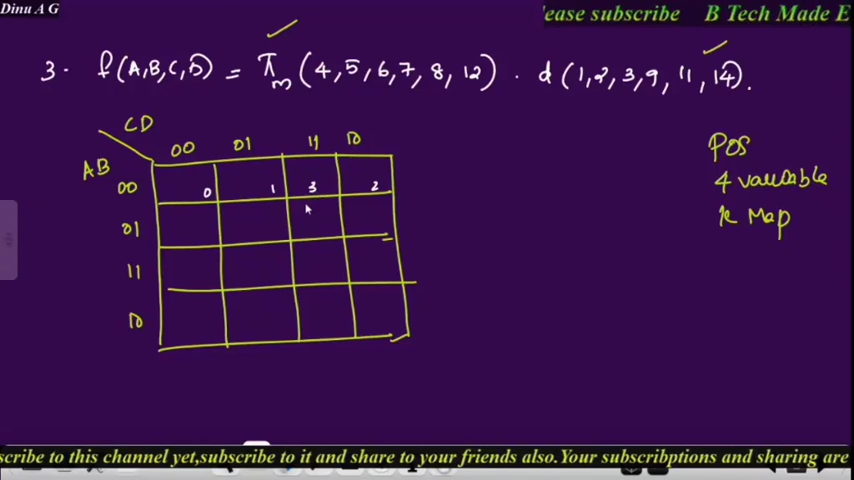 Dinu A G
lease subscribe B Tech Made E
3. f(A,B,C,D) = πm (4,5,6,7,8,12) . d(1,2,3,9,11,14).
CD
AB
00 01 11 10
00 0 1 3 2
01
11
10
POS
4 variable
K Map
scribe to this channel yet,subscribe to it and share to your friends also.Your subscribptions and sharing are